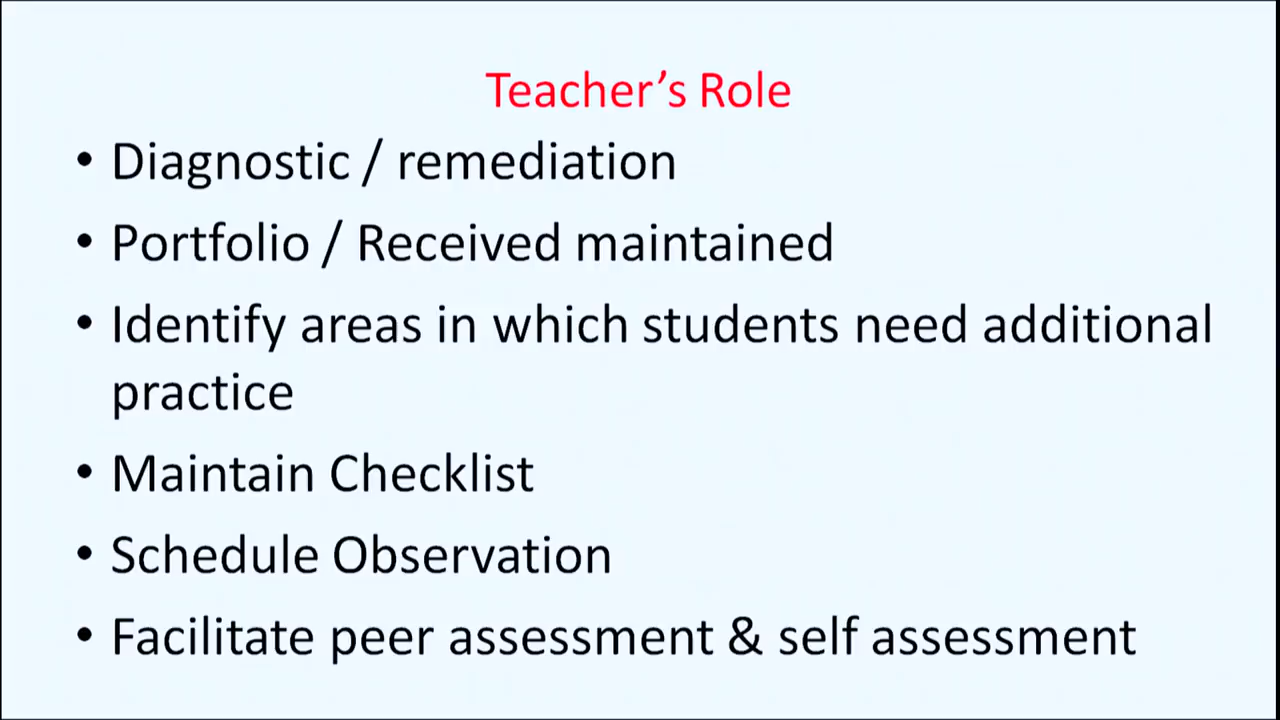 Teacher’s Role
• Diagnostic / remediation
• Portfolio / Received maintained
• Identify areas in which students need additional
practice
• Maintain Checklist
• Schedule Observation
• Facilitate peer assessment & self assessment